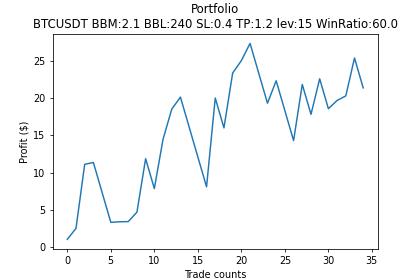 Portfolio
BTCUSDT BBM:2.1 BBL:240 SL:0.4 TP:1.2 lev:15 WinRatio:60.0
25
20
15
10
5
0
Profit ($)
0 5 10 15 20 25 30 35
Trade counts